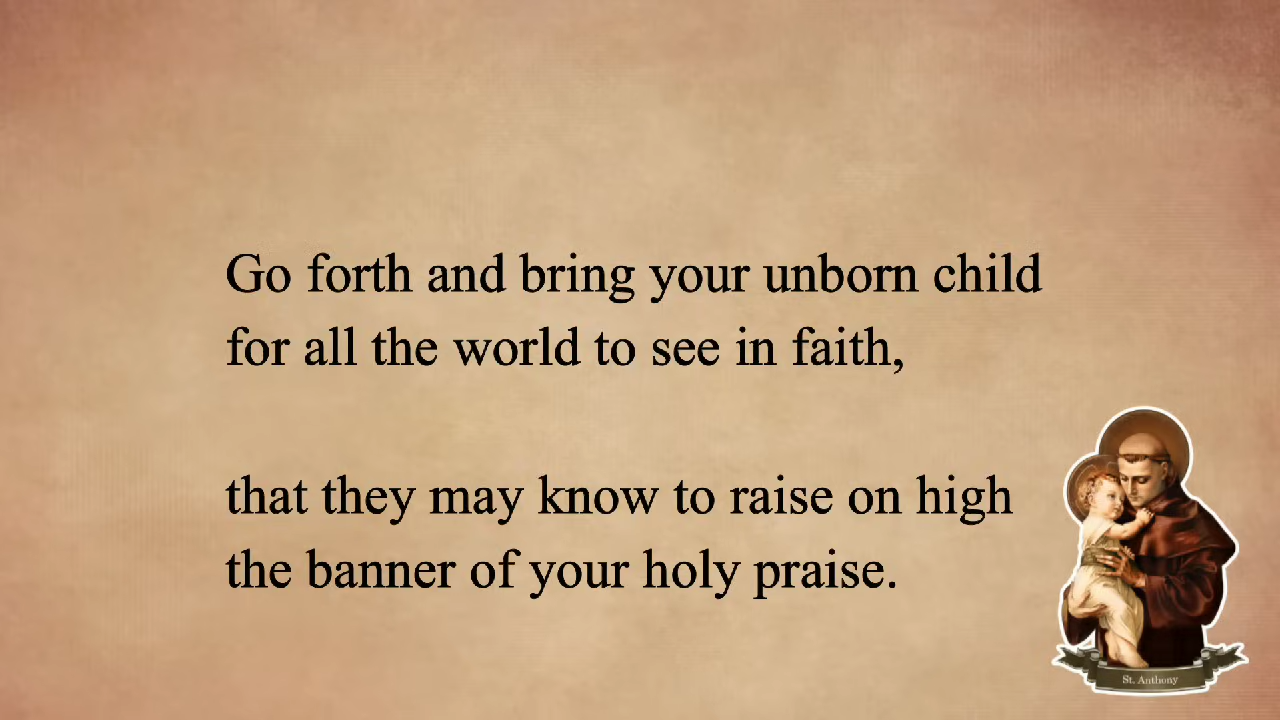 Go forth and bring your unborn child
for all the world to see in faith,
that they may know to raise on high
the banner of your holy praise.
St. Anthony